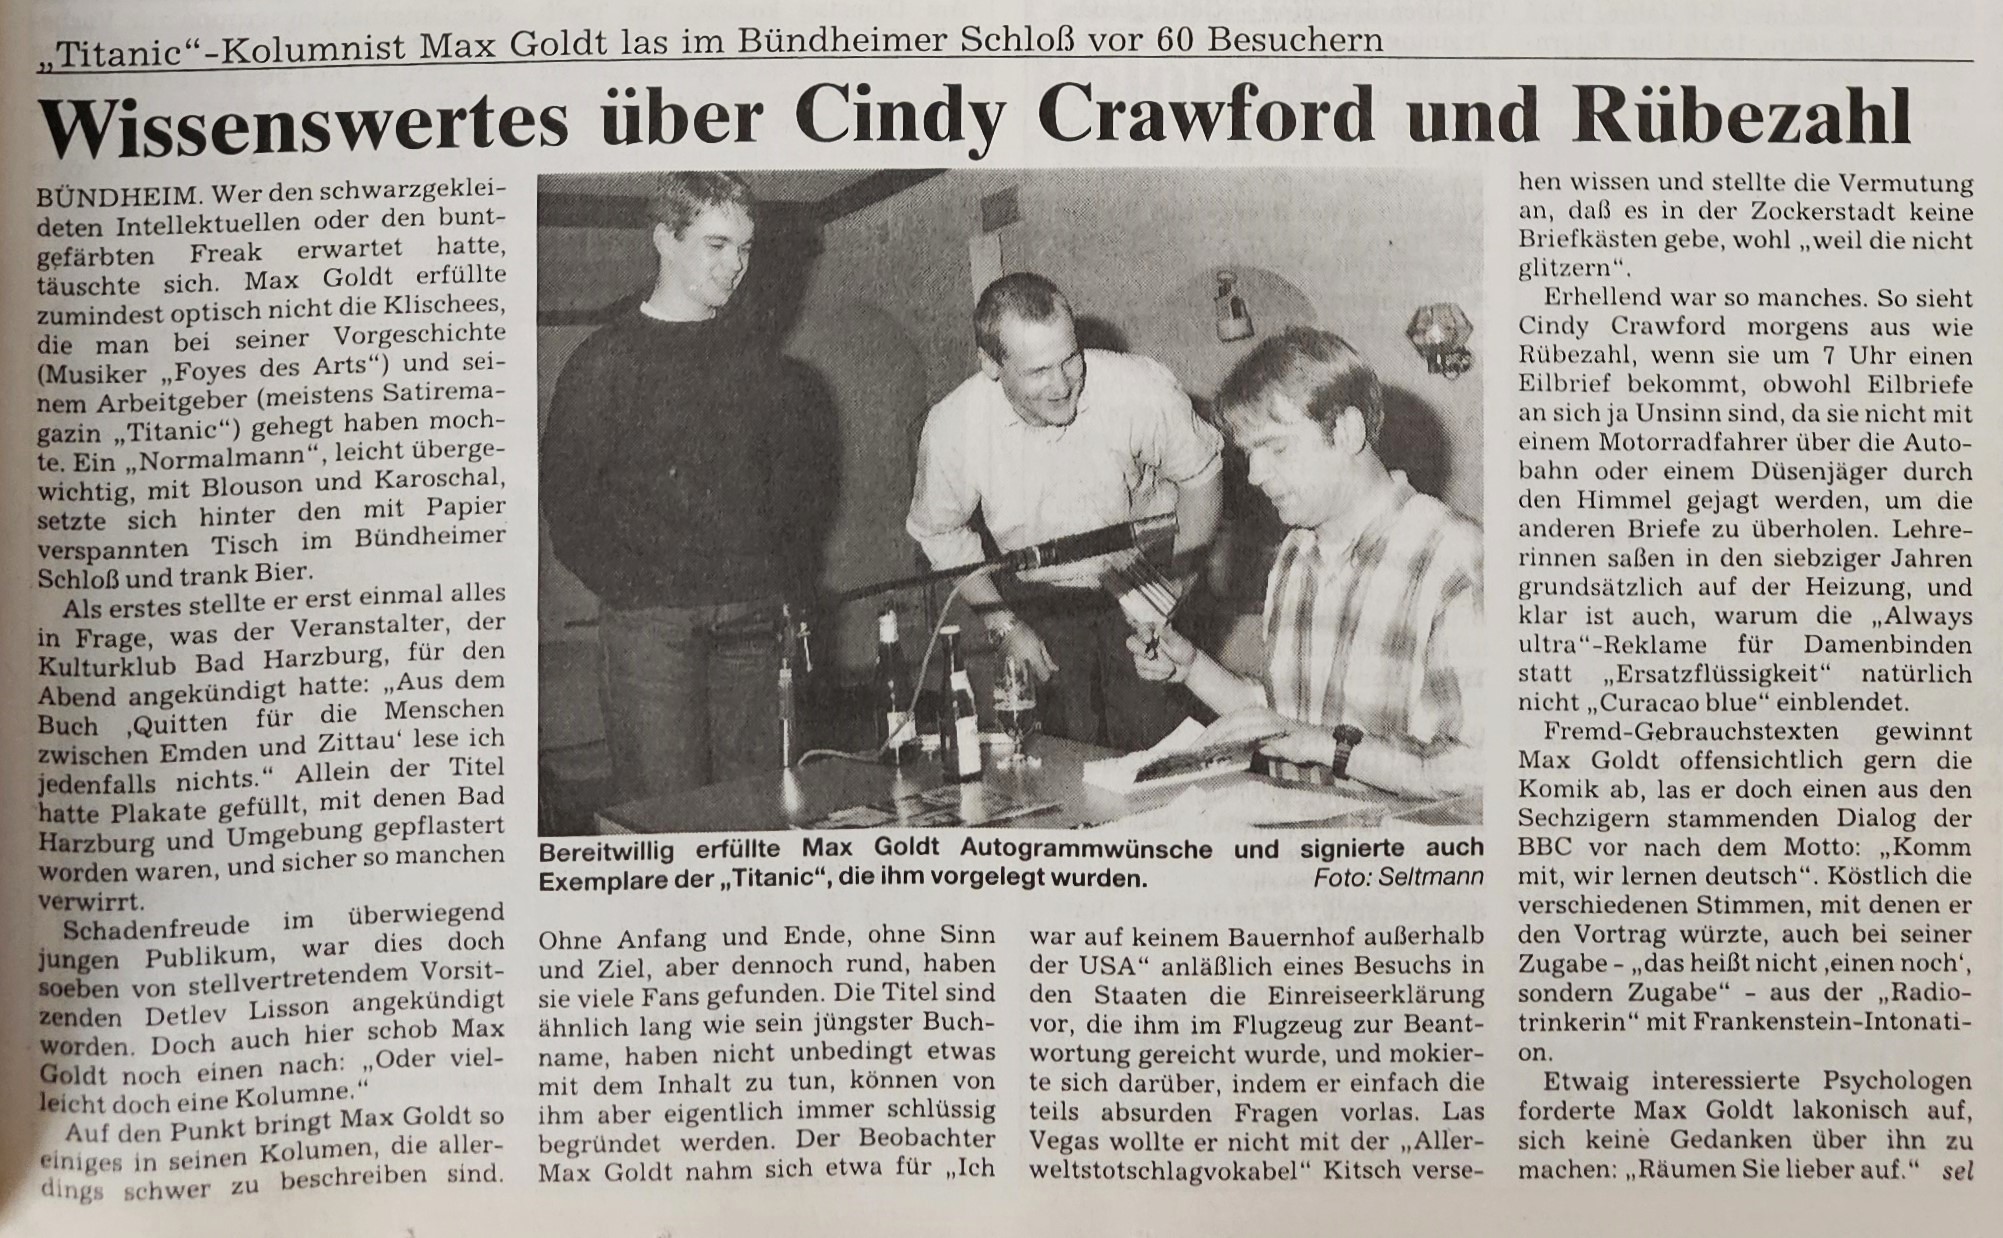 „Titanic“-Kolumnist Max Goldt las im Bündheimer Schloß vor 60 Besuchern
Wissenswertes über Cindy Crawford und Rübezahl
BÜNDHEIM. Wer den schwarzgeklei-
deten Intellektuellen oder den bunt-
gefärbten Freak erwartet hatte,
täuschte sich. Max Goldt erfüllte
zumindest optisch nicht die Klischees,
die man bei seiner Vorgeschichte
(Musiker „Foyes des Arts“) und sei-
nem Arbeitgeber (meistens Satirema-
gazin „Titanic“) gehegt haben moch-
te. Ein „Normalmann“, leicht überge-
wichtig, mit Blouson und Karoschal,
setzte sich hinter den mit Papier
verspannten Tisch im Bündheimer
Schloß und trank Bier.
Als erstes stellte er erst einmal alles
in Frage, was der Veranstalter, der
Kulturklub Bad Harzburg, für den
Abend angekündigt hatte: „Aus dem
Buch ‚Quitten für die Menschen
zwischen Emden und Zittau‘ lese ich
jedenfalls nichts.“ Allein der Titel
hatte Plakate gefüllt, mit denen Bad
Harzburg und Umgebung gepflastert
worden waren, und sicher so manchen
verwirrt.
Schadenfreude im überwiegend
jungen Publikum, war dies doch
soeben von stellvertretendem Vorsit-
zenden Detlev Lisson angekündigt
worden. Doch auch hier schob Max
Goldt noch einen nach: „Oder viel-
leicht doch eine Kolumne.“
Auf den Punkt bringt Max Goldt so
einiges in seinen Kolumen, die aller-
dings schwer zu beschreiben sind.
Bereitwillig erfüllte Max Goldt Autogrammwünsche und signierte auch
Exemplare der „Titanic“, die ihm vorgelegt wurden. Foto: Seltmann
Ohne Anfang und Ende, ohne Sinn
und Ziel, aber dennoch rund, haben
sie viele Fans gefunden. Die Titel sind
ähnlich lang wie sein jüngster Buch-
name, haben nicht unbedingt etwas
mit dem Inhalt zu tun, können von
ihm aber eigentlich immer schlüssig
begründet werden. Der Beobachter
Max Goldt nahm sich etwa für „Ich
war auf keinem Bauernhof außerhalb
der USA“ anläßlich eines Besuchs in
den Staaten die Einreiseerklärung
vor, die ihm im Flugzeug zur Beant-
wortung gereicht wurde, und mokier-
te sich darüber, indem er einfach die
teils absurden Fragen vorlas. Las
Vegas wollte er nicht mit der „Aller-
weltstotschlagvokabel“ Kitsch verse-
hen wissen und stellte die Vermutung
an, daß es in der Zockerstadt keine
Briefkästen gebe, wohl „weil die nicht
glitzern“.
Erhellend war so manches. So sieht
Cindy Crawford morgens aus wie
Rübezahl, wenn sie um 7 Uhr einen
Eilbrief bekommt, obwohl Eilbriefe
an sich ja Unsinn sind, da sie nicht mit
einem Motorradfahrer über die Auto-
bahn oder einem Düsenjäger durch
den Himmel gejagt werden, um die
anderen Briefe zu überholen. Lehre-
rinnen saßen in den siebziger Jahren
grundsätzlich auf der Heizung, und
klar ist auch, warum die „Always
ultra“-Reklame für Damenbinden
statt „Ersatzflüssigkeit“ natürlich
nicht „Curacao blue“ einblendet.
Fremd-Gebrauchstexten gewinnt
Max Goldt offensichtlich gern die
Komik ab, las er doch einen aus den
Sechzigern stammenden Dialog der
BBC vor nach dem Motto: „Komm
mit, wir lernen deutsch“. Köstlich die
verschiedenen Stimmen, mit denen er
den Vortrag würzte, auch bei seiner
Zugabe – „das heißt nicht ‚einen noch‘,
sondern Zugabe“ – aus der „Radio-
trinkerin“ mit Frankenstein-Intonati-
on.
Etwaig interessierte Psychologen
forderte Max Goldt lakonisch auf,
sich keine Gedanken über ihn zu
machen: „Räumen Sie lieber auf.“ sel